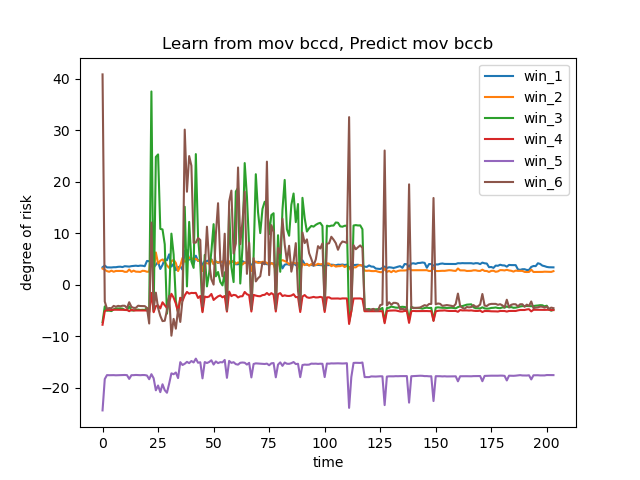 Learn from mov bccd, Predict mov bccb
degree of risk
40
30
20
10
0
−10
−20
0 25 50 75 100 125 150 175 200
time
win_1
win_2
win_3
win_4
win_5
win_6